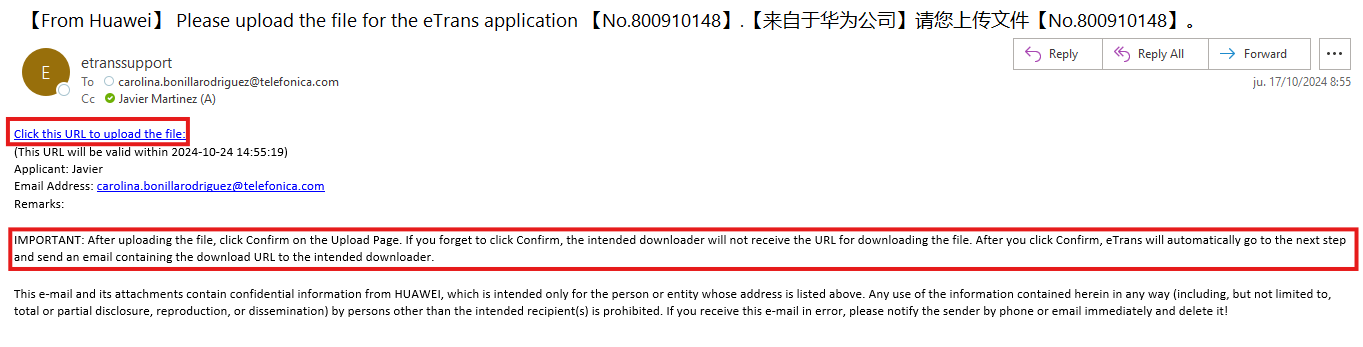 【From Huawei】 Please upload the file for the eTrans application 【No.800910148】.【来自于华为公司】请您上传文件【No.800910148】。
E
etranssupport
To carolina.bonillarodriguez@telefonica.com
Cc Javier Martinez (A)
Reply
Reply All
Forward
ju. 17/10/2024 8:55
Click this URL to upload the file:
(This URL will be valid within 2024-10-24 14:55:19)
Applicant: Javier
Email Address: carolina.bonillarodriguez@telefonica.com
Remarks:
IMPORTANT: After uploading the file, click Confirm on the Upload Page. If you forget to click Confirm, the intended downloader will not receive the URL for downloading the file. After you click Confirm, eTrans will automatically go to the next step
and send an email containing the download URL to the intended downloader.
This e-mail and its attachments contain confidential information from HUAWEI, which is intended only for the person or entity whose address is listed above. Any use of the information contained herein in any way (including, but not limited to,
total or partial disclosure, reproduction, or dissemination) by persons other than the intended recipient(s) is prohibited. If you receive this e-mail in error, please notify the sender by phone or email immediately and delete it!